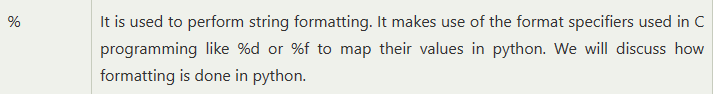 % It is used to perform string formatting. It makes use of the format specifiers used in C
programming like %d or %f to map their values in python. We will discuss how
formatting is done in python.